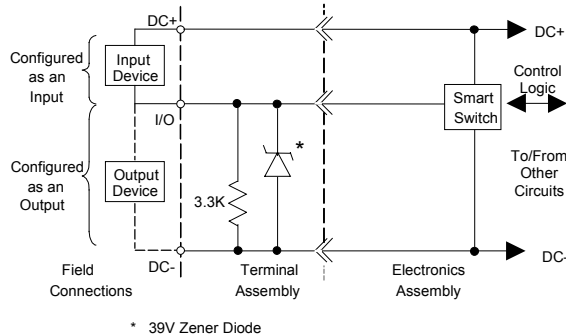 DC+
DC+
Configured
as an
Input
Input
Device
I/O
Smart
Switch
Control
Logic
Configured
as an
Output
Output
Device
3.3K
*
To/From
Other
Circuits
DC-
DC-
Field
Connections
Terminal
Assembly
Electronics
Assembly
* 39V Zener Diode